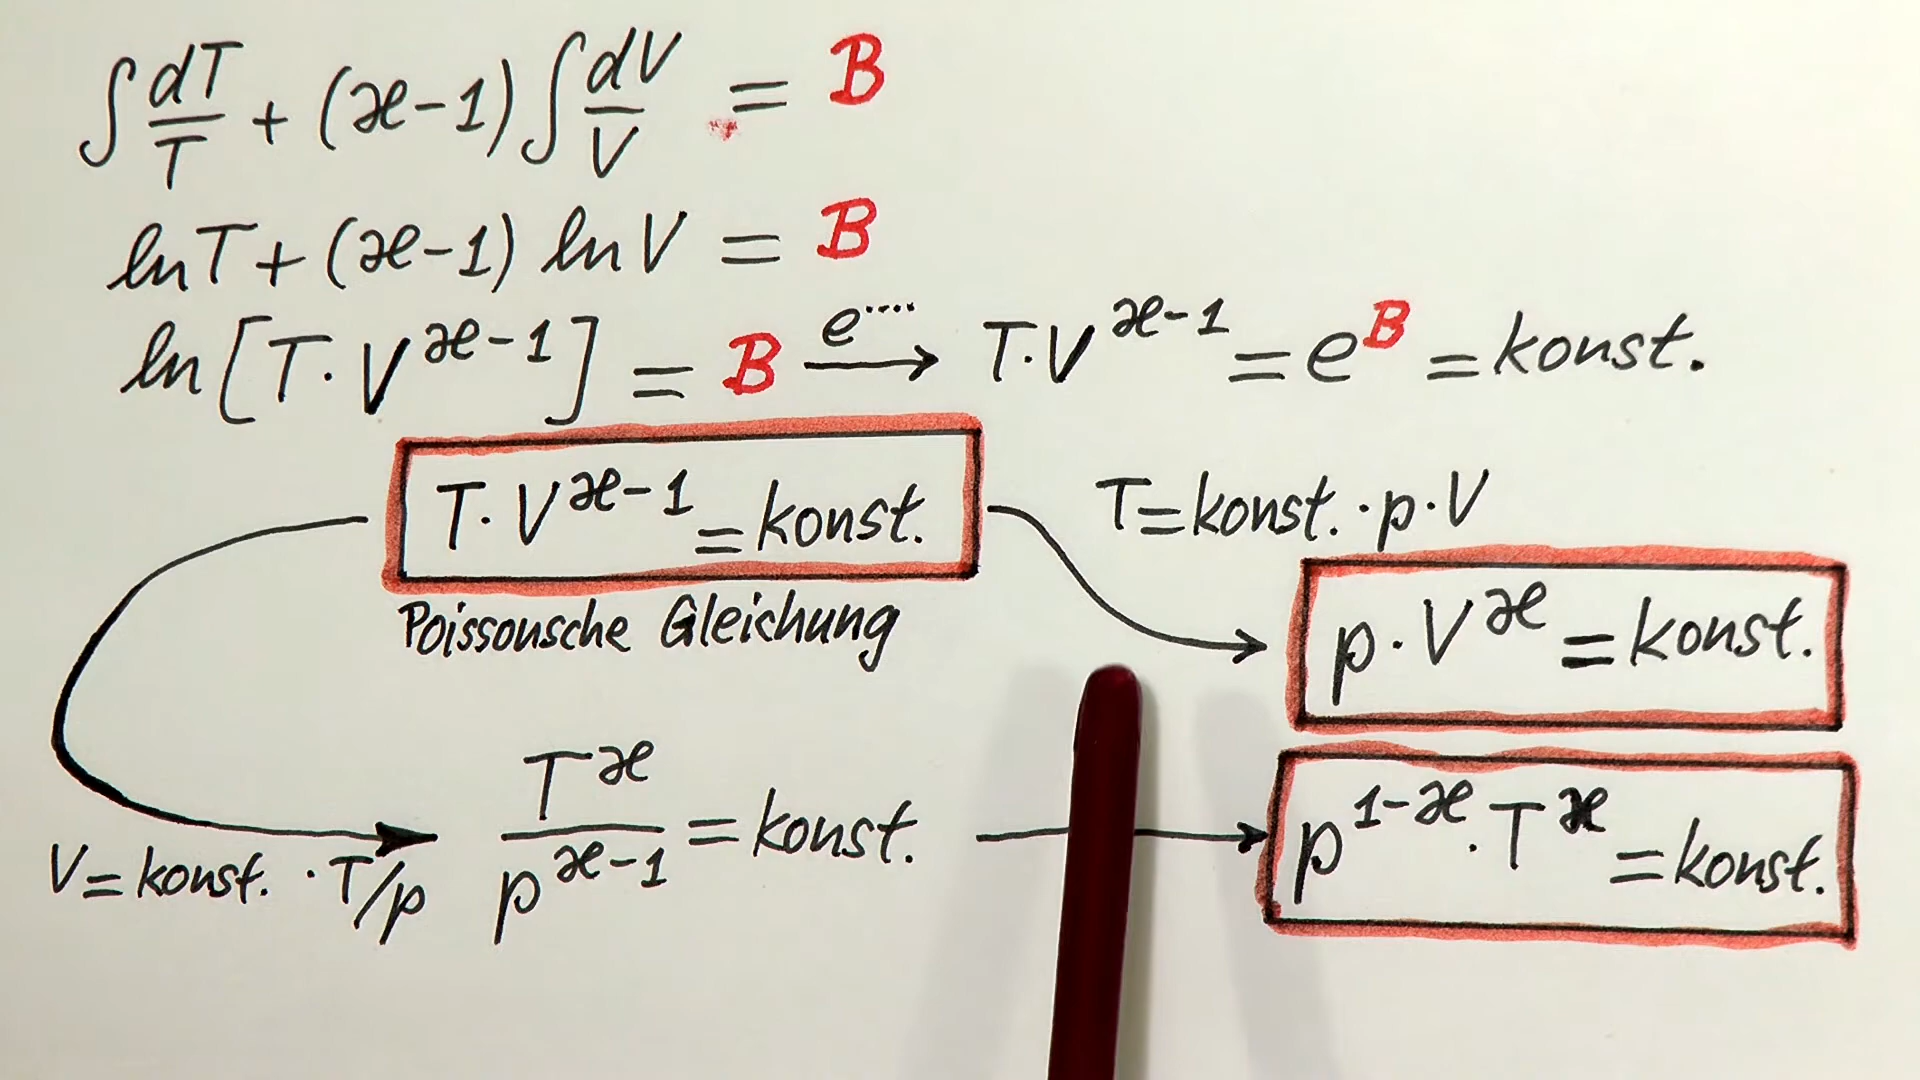 ∫ dT/T + (ϰ-1) ∫ dV/V = B
ln T + (ϰ-1) ln V = B
ln [T · V^(ϰ-1)] = B e^.... → T · V^(ϰ-1) = e^B = konst.
T · V^(ϰ-1) = konst.
T = konst. · p · V
Poissonsche Gleichung
p · V^ϰ = konst.
V = konst. · T/p
T^ϰ / p^(ϰ-1) = konst. →
p^(1-ϰ) · T^ϰ = konst.